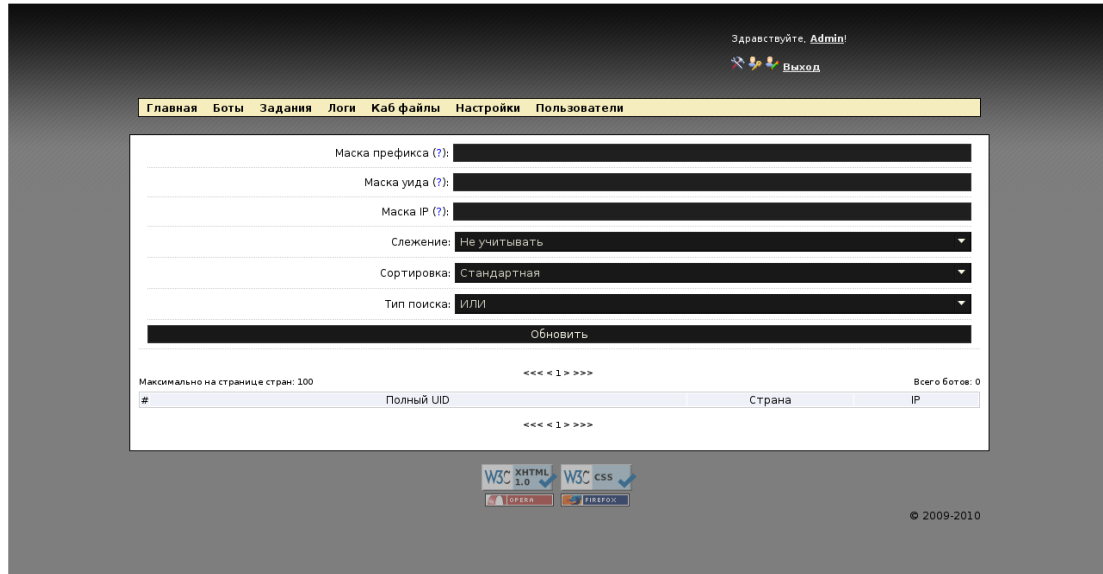 Здравствуйте, Admin!
Выход
Главная Боты Задания Логи Каб файлы Настройки Пользователи
Маска префикса (?):
Маска уида (?):
Маска IP (?):
Слежение: Не учитывать
Сортировка: Стандартная
Тип поиска: ИЛИ
Обновить
<<< < 1 > >>>
Максимально на странице стран: 100 Всего ботов: 0
# Полный UID Страна IP
<<< < 1 > >>>
W3C XHTML 1.0 W3C css
OPERA FIREFOX
© 2009-2010